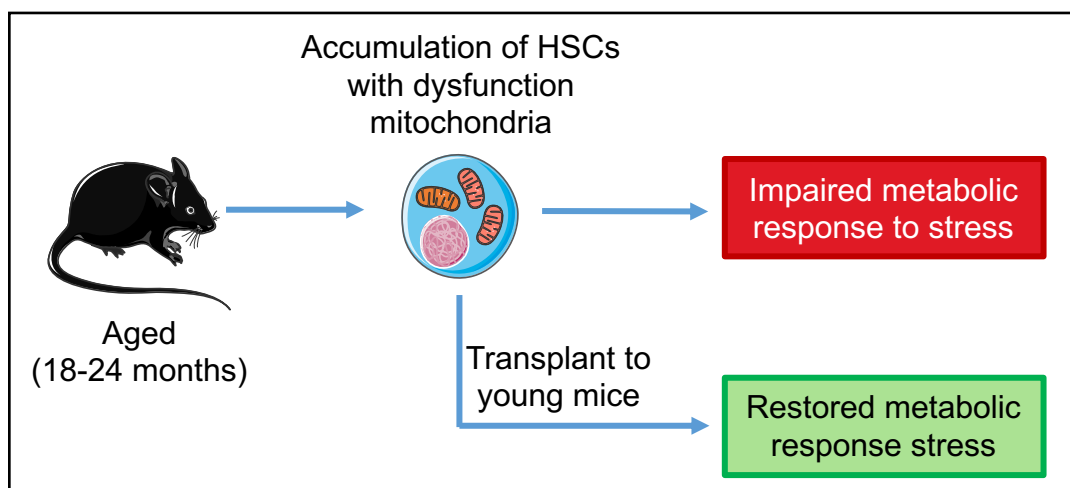 Accumulation of HSCs
with dysfunction
mitochondria
Aged
(18-24 months)
Impaired metabolic
response to stress
Transplant to
young mice
Restored metabolic
response stress